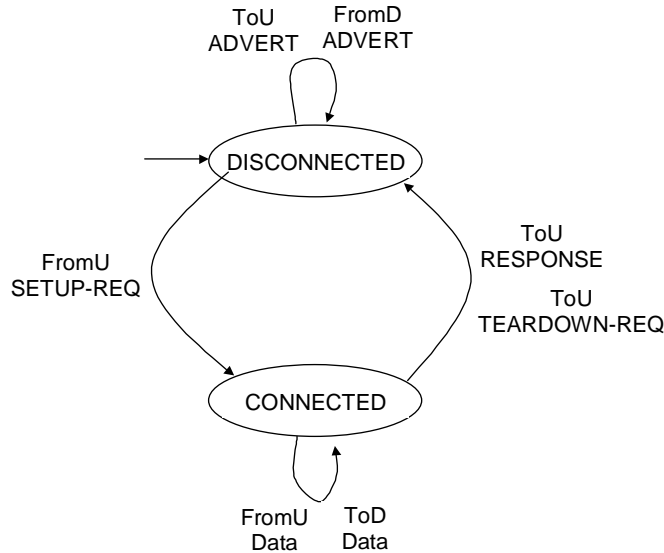 ToU
ADVERT
FromD
ADVERT
DISCONNECTED
FromU
SETUP-REQ
ToU
RESPONSE
ToU
TEARDOWN-REQ
CONNECTED
FromU
Data
ToD
Data